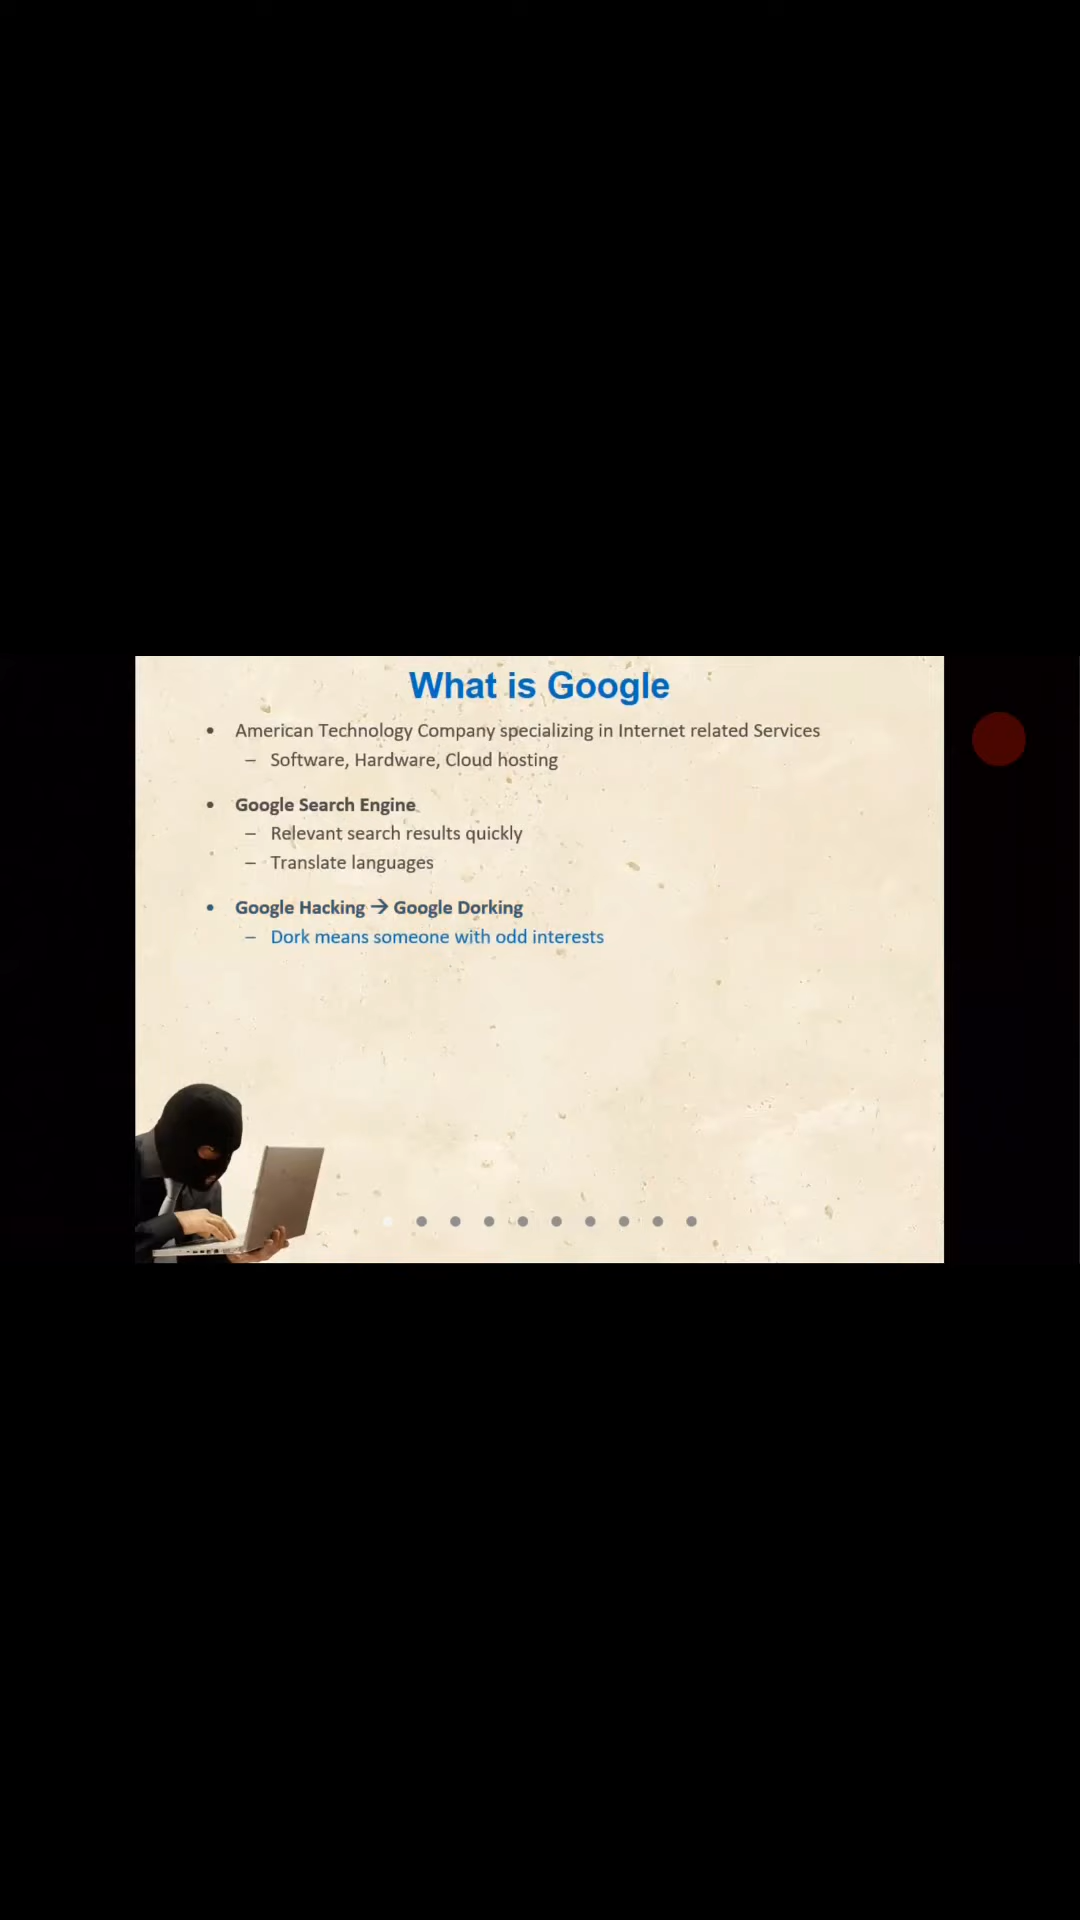 What is Google
• American Technology Company specializing in Internet related Services
– Software, Hardware, Cloud hosting
• Google Search Engine
– Relevant search results quickly
– Translate languages
• Google Hacking → Google Dorking
– Dork means someone with odd interests